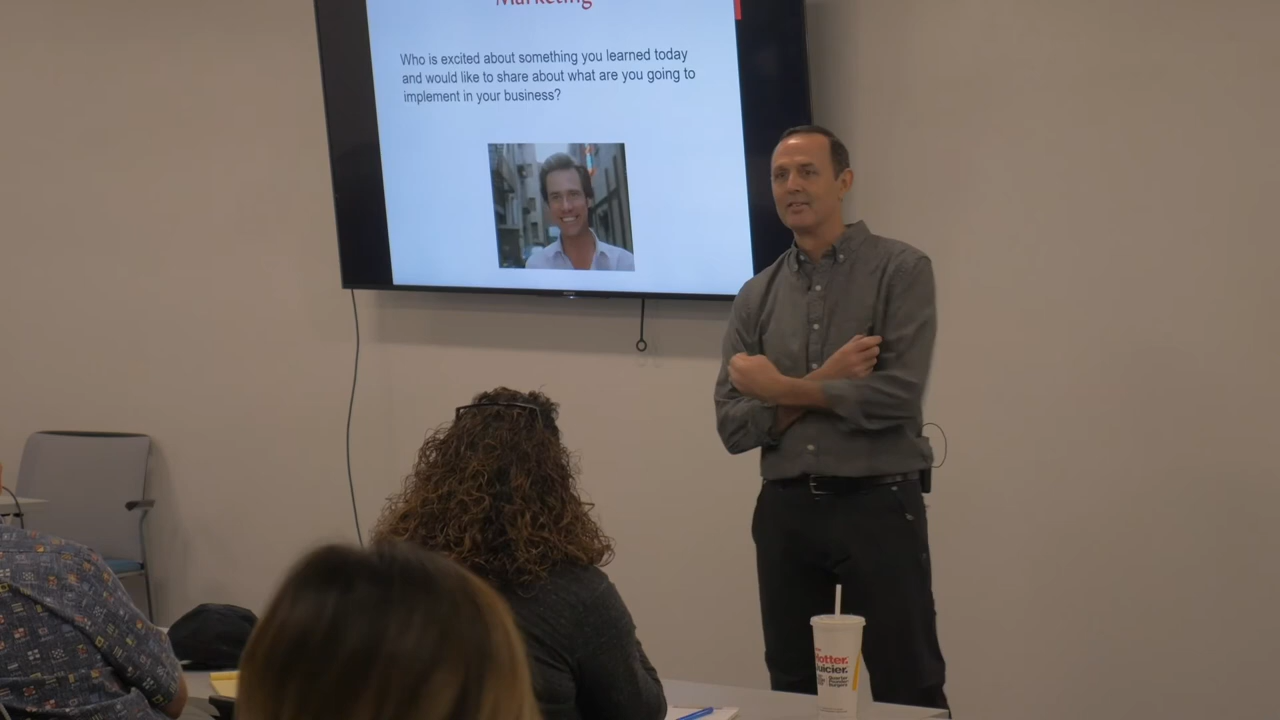 Marketing
Who is excited about something you learned today
and would like to share about what are you going to
implement in your business?
Hotter.
Juicier.